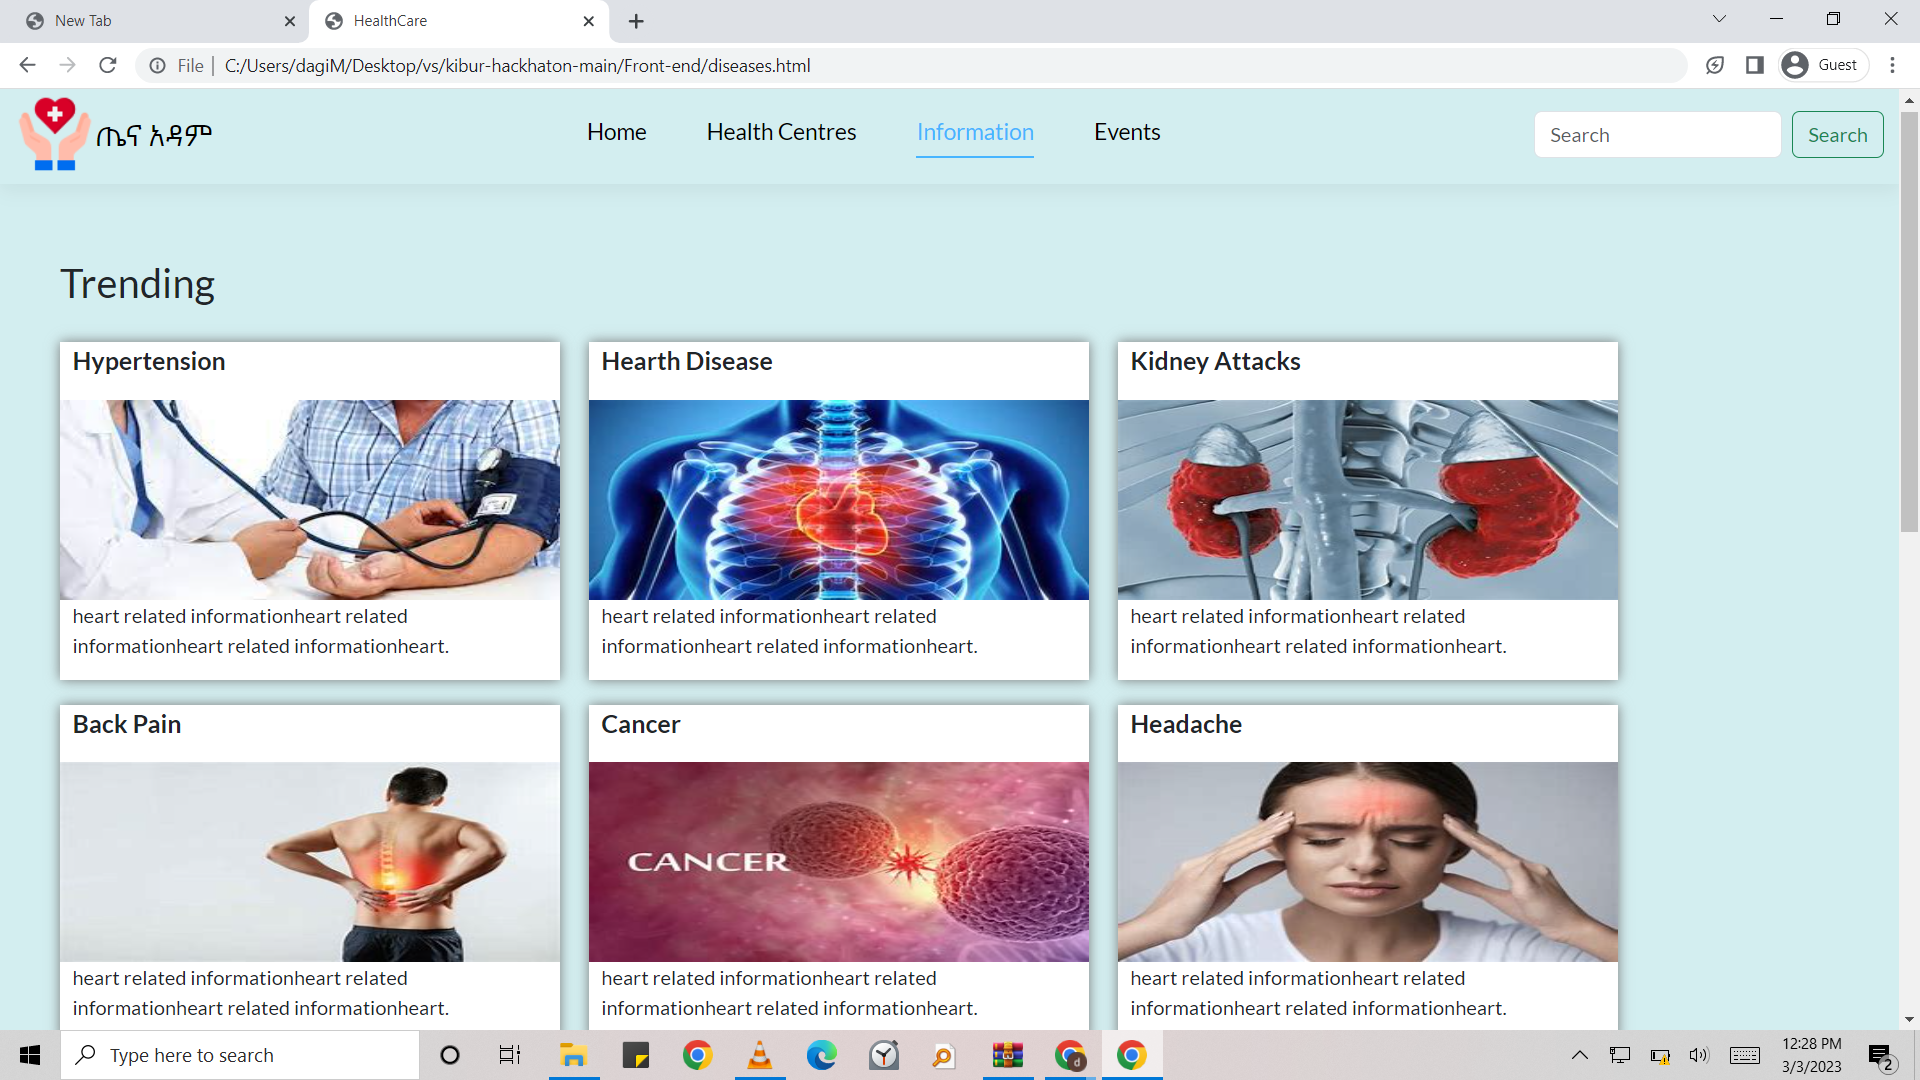 New Tab
HealthCare
File
C:/Users/dagiM/Desktop/vs/kibur-hackhaton-main/Front-end/diseases.html
Guest
ጤና አዳም
Home
Health Centres
Information
Events
Search
Search
Trending
Hypertension
Hearth Disease
Kidney Attacks
heart related informationheart related
informationheart related informationheart.
heart related informationheart related
informationheart related informationheart.
heart related informationheart related
informationheart related informationheart.
Back Pain
Cancer
Headache
CANCER
heart related informationheart related
informationheart related informationheart.
heart related informationheart related
informationheart related informationheart.
heart related informationheart related
informationheart related informationheart.
Type here to search
d
12:28 PM
3/3/2023
2